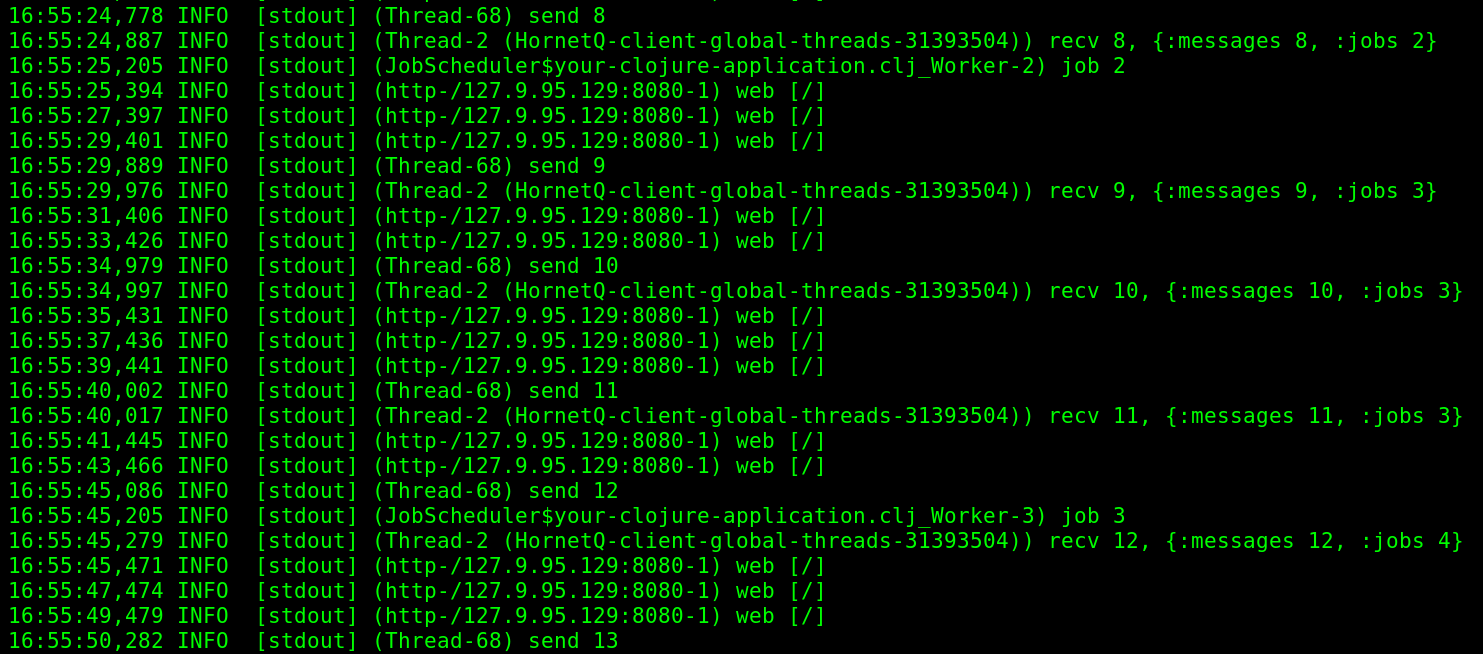 16:55:24,778 INFO  [stdout] (Thread-68) send 8
16:55:24,887 INFO  [stdout] (Thread-2 (HornetQ-client-global-threads-31393504)) recv 8, {:messages 8, :jobs 2}
16:55:25,205 INFO  [stdout] (JobScheduler$your-clojure-application.clj_Worker-2) job 2
16:55:25,394 INFO  [stdout] (http-/127.9.95.129:8080-1) web [/]
16:55:27,397 INFO  [stdout] (http-/127.9.95.129:8080-1) web [/]
16:55:29,401 INFO  [stdout] (http-/127.9.95.129:8080-1) web [/]
16:55:29,889 INFO  [stdout] (Thread-68) send 9
16:55:29,976 INFO  [stdout] (Thread-2 (HornetQ-client-global-threads-31393504)) recv 9, {:messages 9, :jobs 3}
16:55:31,406 INFO  [stdout] (http-/127.9.95.129:8080-1) web [/]
16:55:33,426 INFO  [stdout] (http-/127.9.95.129:8080-1) web [/]
16:55:34,979 INFO  [stdout] (Thread-68) send 10
16:55:34,997 INFO  [stdout] (Thread-2 (HornetQ-client-global-threads-31393504)) recv 10, {:messages 10, :jobs 3}
16:55:35,431 INFO  [stdout] (http-/127.9.95.129:8080-1) web [/]
16:55:37,436 INFO  [stdout] (http-/127.9.95.129:8080-1) web [/]
16:55:39,441 INFO  [stdout] (http-/127.9.95.129:8080-1) web [/]
16:55:40,002 INFO  [stdout] (Thread-68) send 11
16:55:40,017 INFO  [stdout] (Thread-2 (HornetQ-client-global-threads-31393504)) recv 11, {:messages 11, :jobs 3}
16:55:41,445 INFO  [stdout] (http-/127.9.95.129:8080-1) web [/]
16:55:43,466 INFO  [stdout] (http-/127.9.95.129:8080-1) web [/]
16:55:45,086 INFO  [stdout] (Thread-68) send 12
16:55:45,205 INFO  [stdout] (JobScheduler$your-clojure-application.clj_Worker-3) job 3
16:55:45,279 INFO  [stdout] (Thread-2 (HornetQ-client-global-threads-31393504)) recv 12, {:messages 12, :jobs 4}
16:55:45,471 INFO  [stdout] (http-/127.9.95.129:8080-1) web [/]
16:55:47,474 INFO  [stdout] (http-/127.9.95.129:8080-1) web [/]
16:55:49,479 INFO  [stdout] (http-/127.9.95.129:8080-1) web [/]
16:55:50,282 INFO  [stdout] (Thread-68) send 13